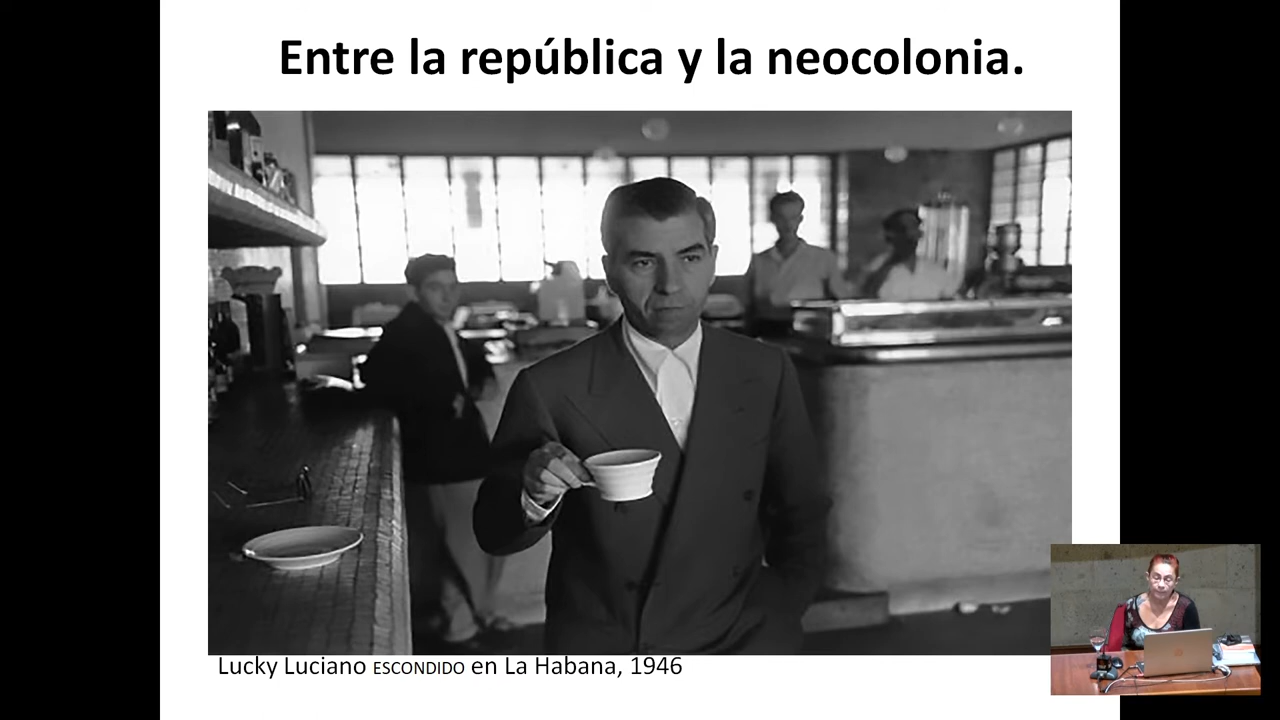 Entre la república y la neocolonia.
Lucky Luciano ESCONDIDO en La Habana, 1946